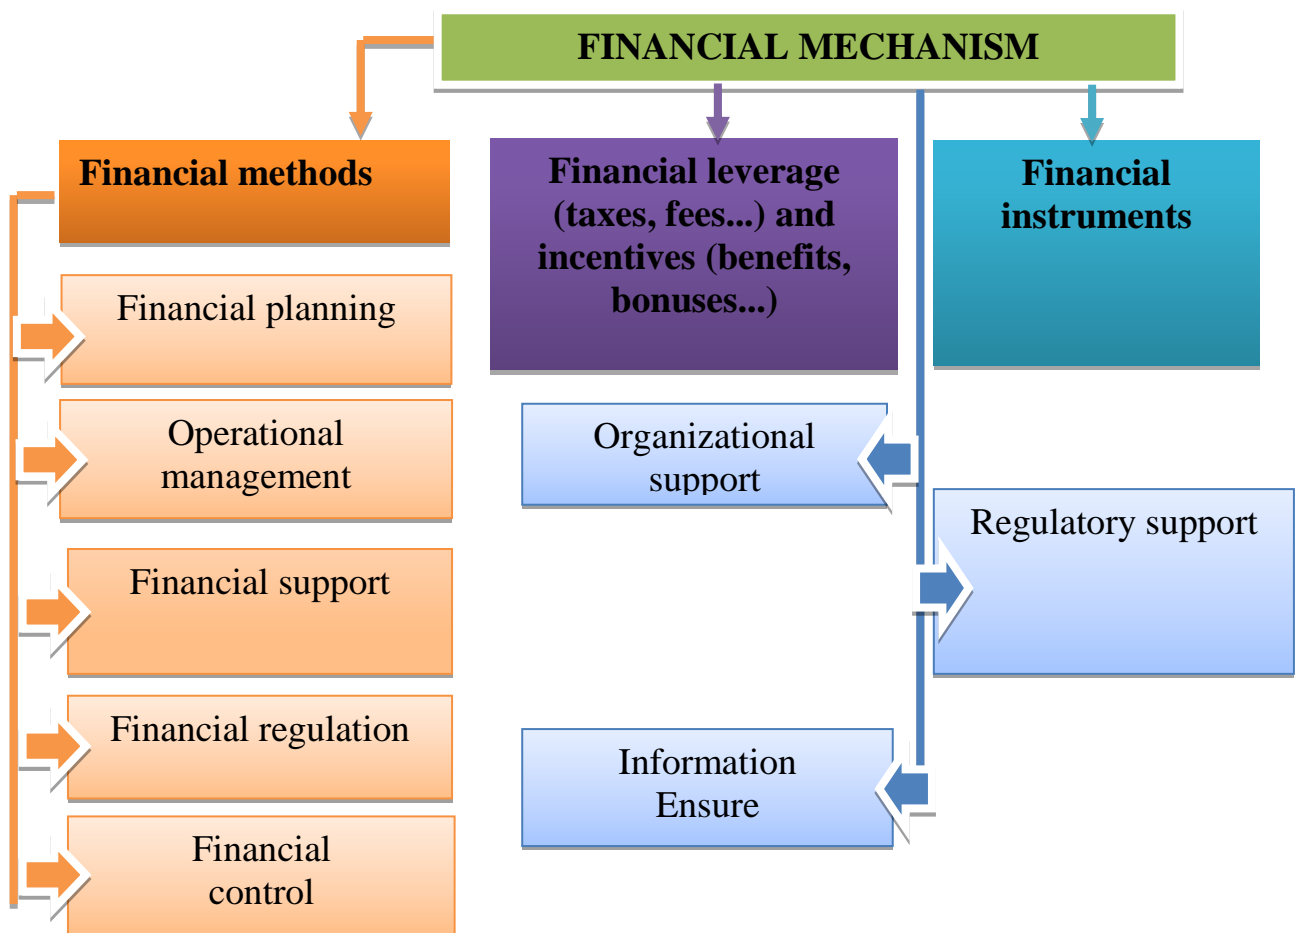 FINANCIAL MECHANISM
Financial methods
Financial planning
Operational
management
Financial support
Financial regulation
Financial
control
Financial leverage
(taxes, fees...) and
incentives (benefits,
bonuses...)
Financial
instruments
Organizational
support
Regulatory support
Information
Ensure